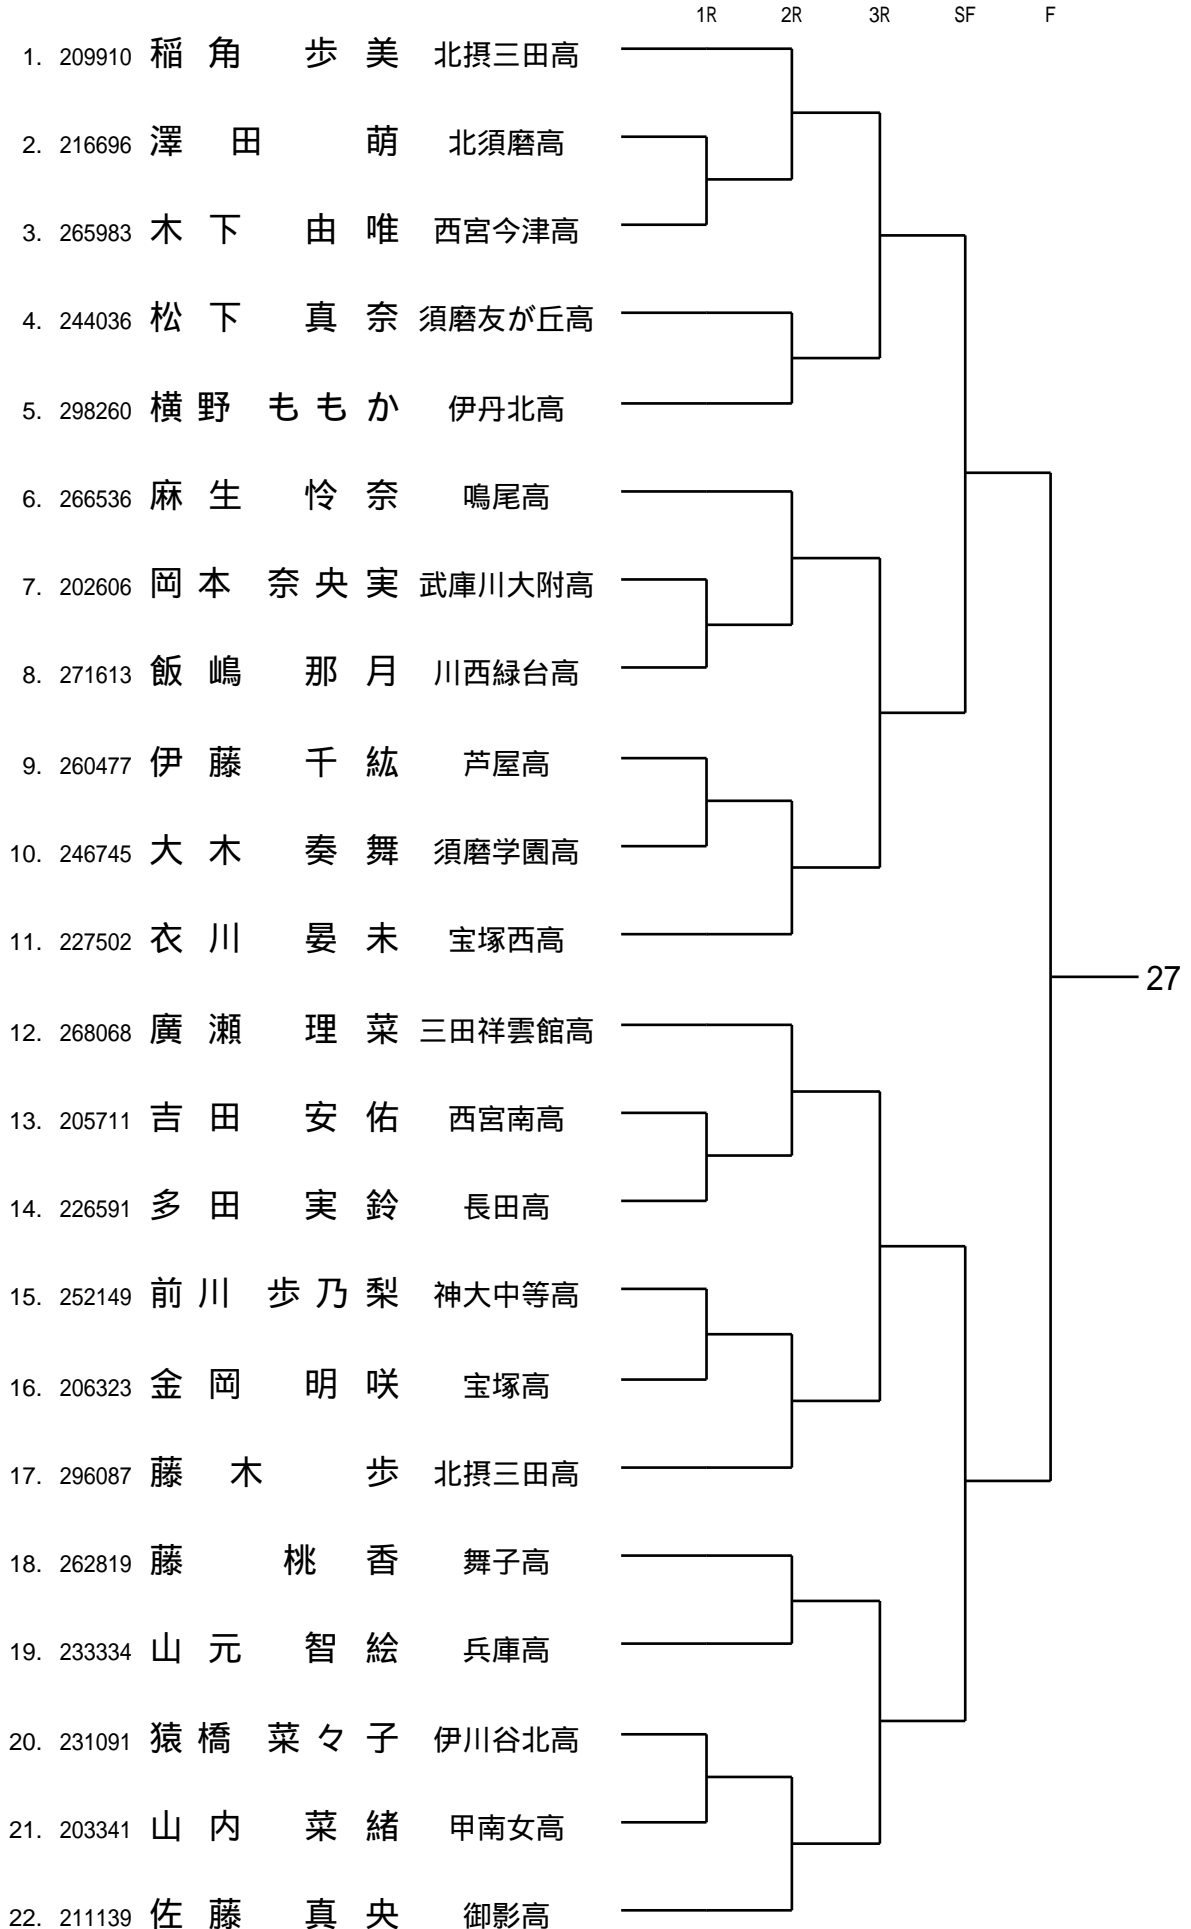 1R 2R 3R SF F
1. 209910 稲角 歩美 北摂三田高
2. 216696 澤田 萌 北須磨高
3. 265983 木下 由唯 西宮今津高
4. 244036 松下 真奈 須磨友が丘高
5. 298260 横野 ももか 伊丹北高
6. 266536 麻生 怜奈 鳴尾高
7. 202606 岡本 奈央実 武庫川大附高
8. 271613 飯嶋 那月 川西緑台高
9. 260477 伊藤 千紘 芦屋高
10. 246745 大木 奏舞 須磨学園高
11. 227502 衣川 晏未 宝塚西高
27
12. 268068 廣瀬 理菜 三田祥雲館高
13. 205711 吉田 安佑 西宮南高
14. 226591 多田 実鈴 長田高
15. 252149 前川 歩乃梨 神大中等高
16. 206323 金岡 明咲 宝塚高
17. 296087 藤木 歩 北摂三田高
18. 262819 藤 桃香 舞子高
19. 233334 山元 智絵 兵庫高
20. 231091 猿橋 菜々子 伊川谷北高
21. 203341 山内 菜緒 甲南女高
22. 211139 佐藤 真央 御影高